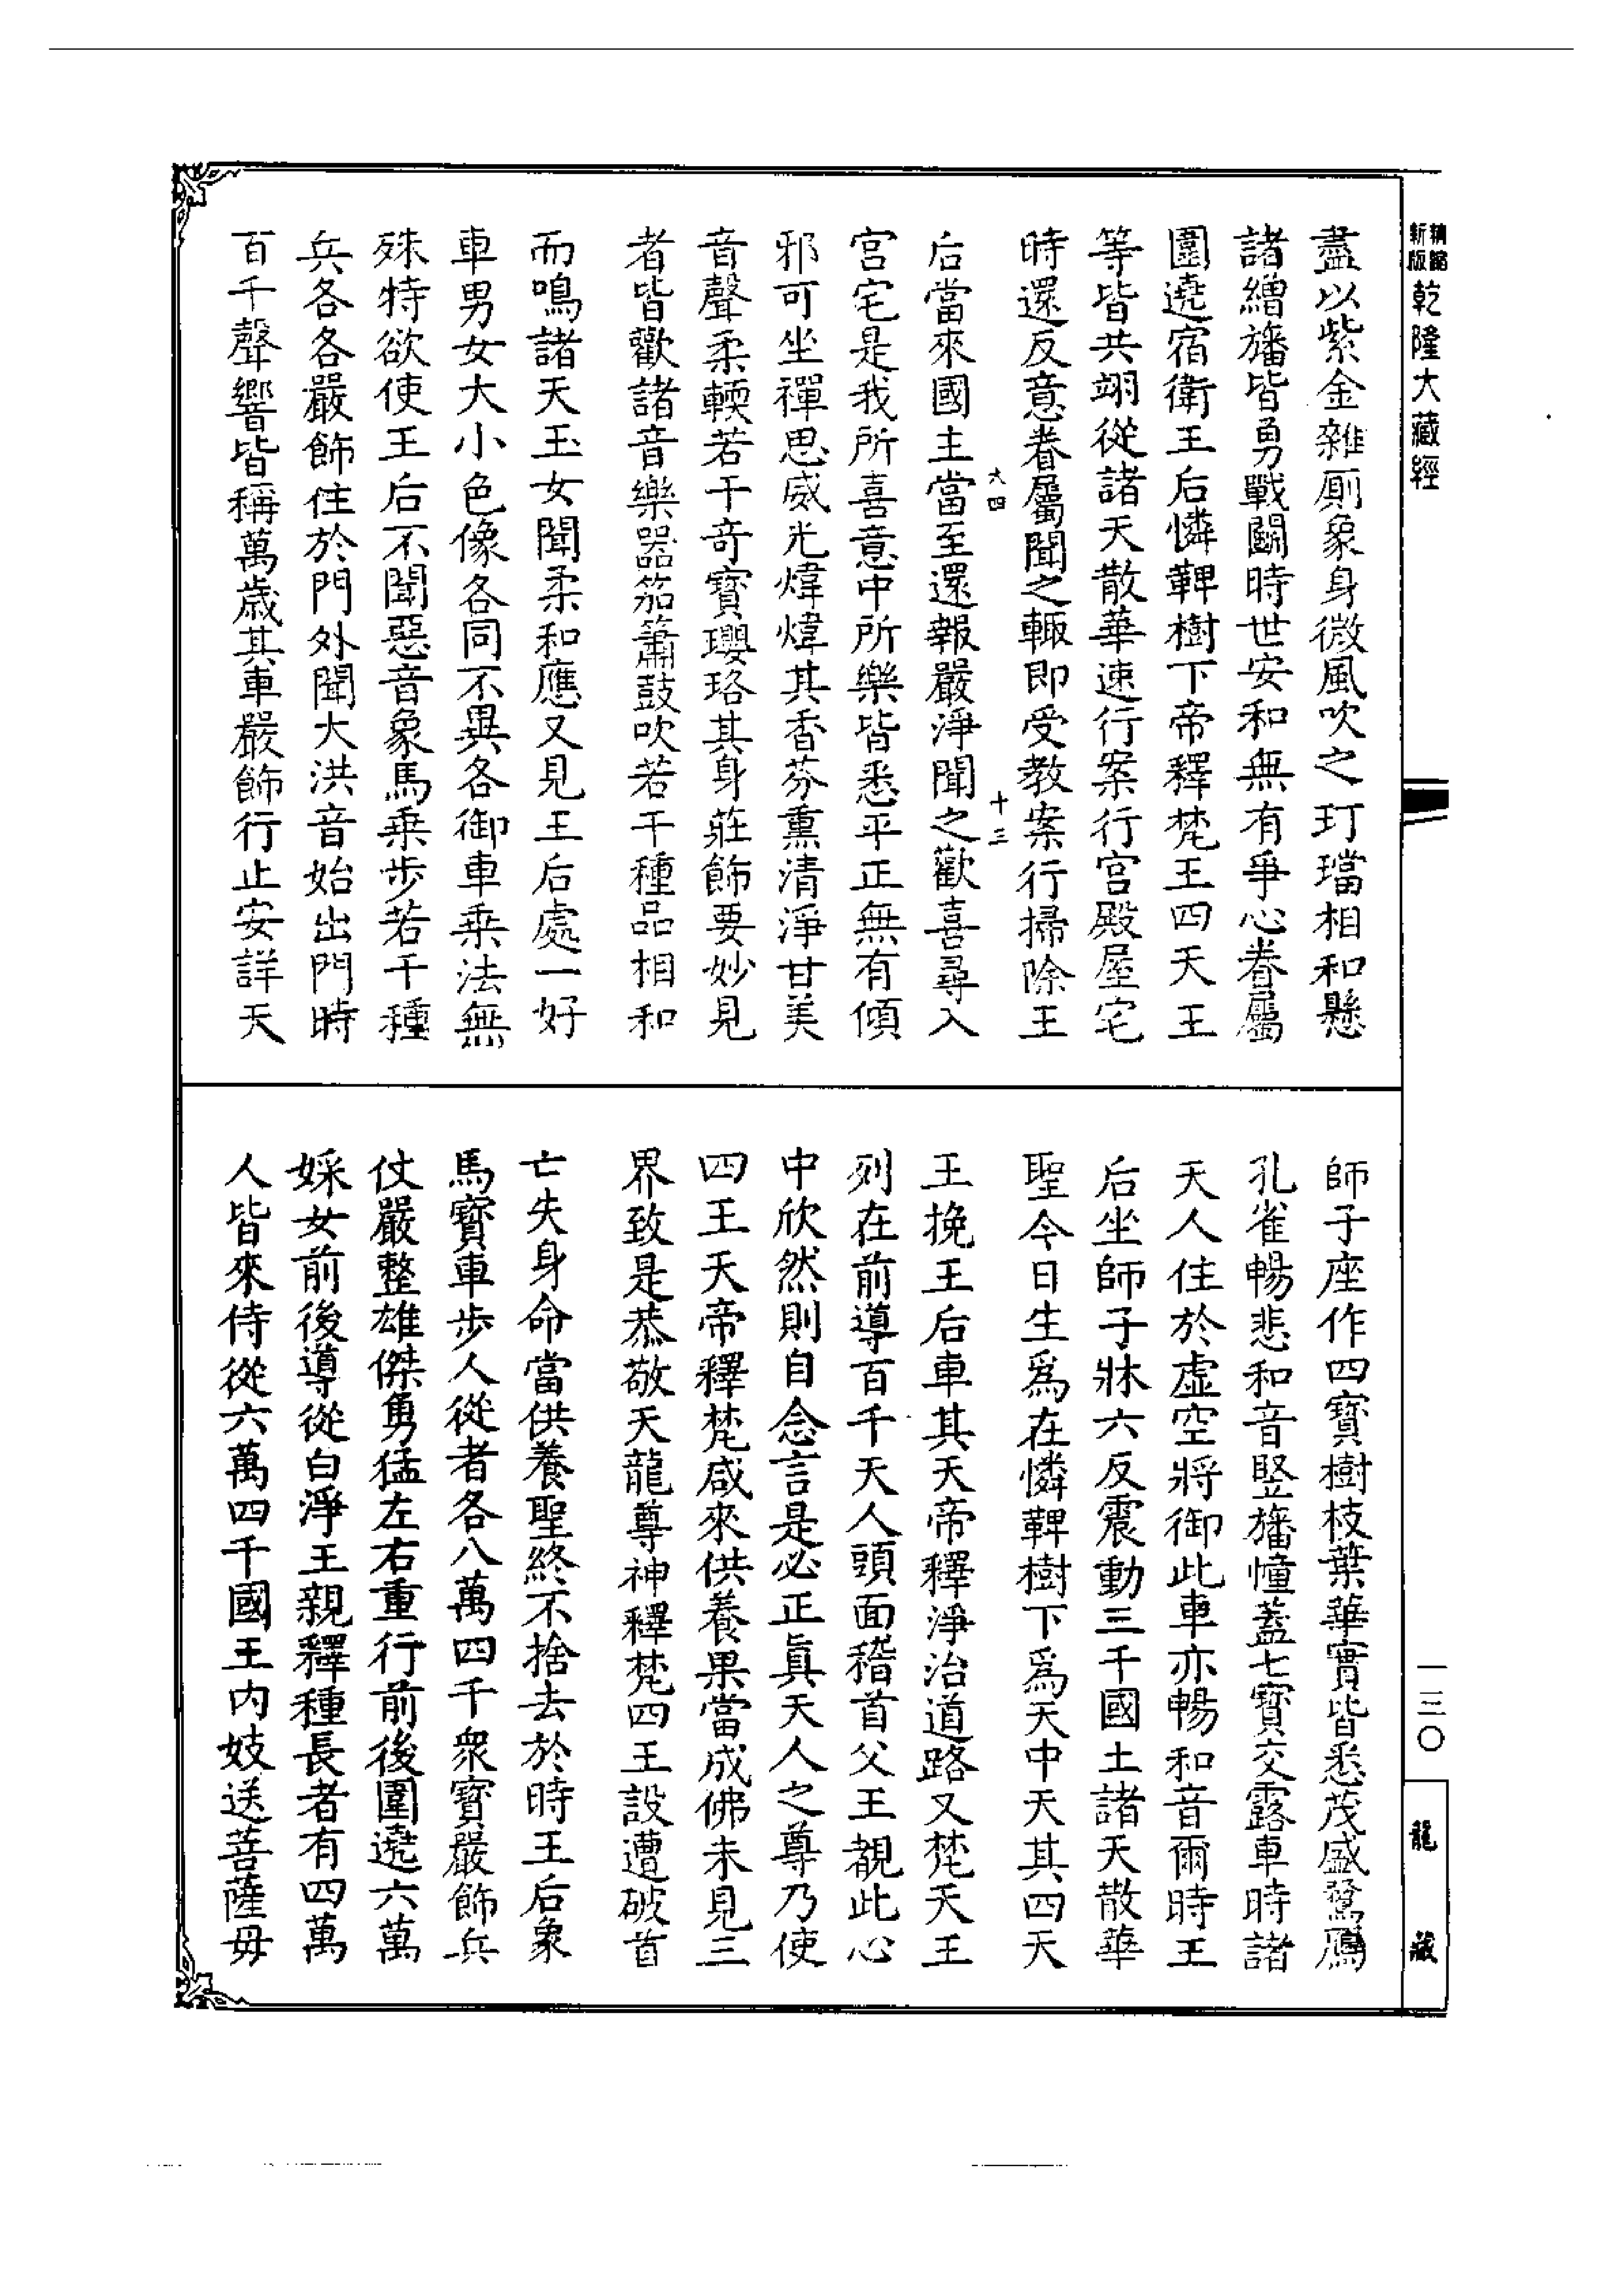 精縮
新版
乾隆大藏經
盡以紫金雜厠象身微風吹之玎璫相和懸
諸繒旛皆勇戰鬬時世安和無有爭心眷屬
圍遶宿衛王后憐鞞樹下帝釋梵王四天王
等皆共翊從諸天散華速行案行宫殿屋宅
時還反意眷屬聞之輙即受教案行掃除王
大四
十三
后當來國主當至還報嚴淨聞之歡喜尋入
宫宅是我所喜意中所樂皆悉平正無有傾
邪可坐禪思威光煒煒其香芬熏清淨甘美
音聲柔輭若干奇寳瓔珞其身莊飾要妙見
者皆歡諸音樂器笳簫鼓吹若干種品相和
而鳴諸天玉女聞柔和應又見王后處一好
車男女大小色像各同不異各御車乗法無
殊特欲使王后不聞惡音象馬乗步若干種
兵各各嚴飾住於門外聞大洪音始出門時
百千聲響皆稱萬歲其車嚴飾行止安詳天
師子座作四寳樹枝葉華實皆悉茂盛鵞鴈
孔雀暢悲和音竪旛幢蓋七寳交露車時諸
天人住於虚空將御此車亦暢和音爾時王
后坐師子牀六反震動三千國土諸天散華
聖今日生爲在憐鞞樹下爲天中天其四天
王挽王后車其天帝釋淨治道路又梵天王
列在前導百千天人頭面稽首父王覩此心
中欣然則自念言是必正眞天人之尊乃使
四王天帝釋梵咸來供養果當成佛未見三
界致是恭敬天龍尊神釋梵四王設遭破首
亡失身命當供養聖終不捨去於時王后象
馬寳車步人從者各八萬四千衆寳嚴飾兵
仗嚴整雄傑勇猛左右重行前後圍遶六萬
婇女前後導從白淨王親釋種長者有四萬
人皆來侍從六萬四千國王内妓送菩薩毋
一三〇
龍藏